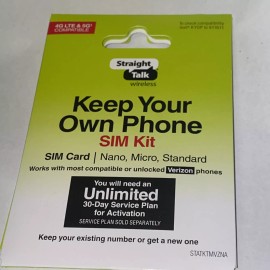 4G LTE & 5G*
COMPATIBLE
Straight
Talk
wireless
Keep Your
Own Phone
SIM Kit
SIM Card | Nano, Micro, Standard
Works with most compatible or unlocked Verizon phones
You will need an
Unlimited
30-Day Service Plan
for Activation
SERVICE PLAN SOLD SEPARATELY
Keep your existing number or get a new one
STATKTMV2NA